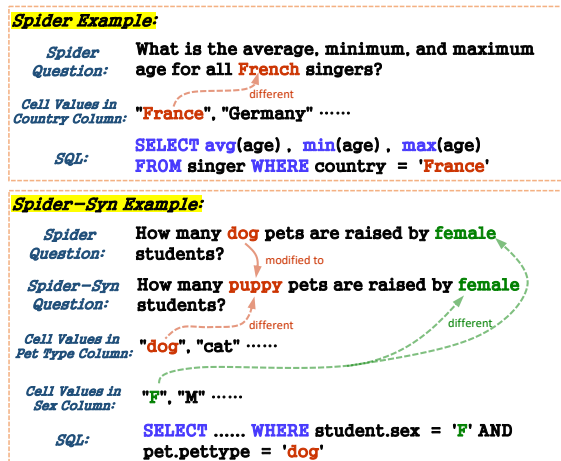 Spider Example:
Spider Question:
What is the average, minimum, and maximum
age for all French singers?
different
Cell Values in Country Column:
"France", "Germany" ······
SQL:
SELECT avg(age) , min(age) , max(age)
FROM singer WHERE country = 'France'
Spider-Syn Example:
Spider Question:
How many dog pets are raised by female
students?
modified to
Spider-Syn Question:
How many puppy pets are raised by female
students?
different
different
Cell Values in Pet Type Column:
"dog", "cat" ······
Cell Values in Sex Column:
"F", "M" ······
SQL:
SELECT ...... WHERE student.sex = 'F' AND
pet.pettype = 'dog'